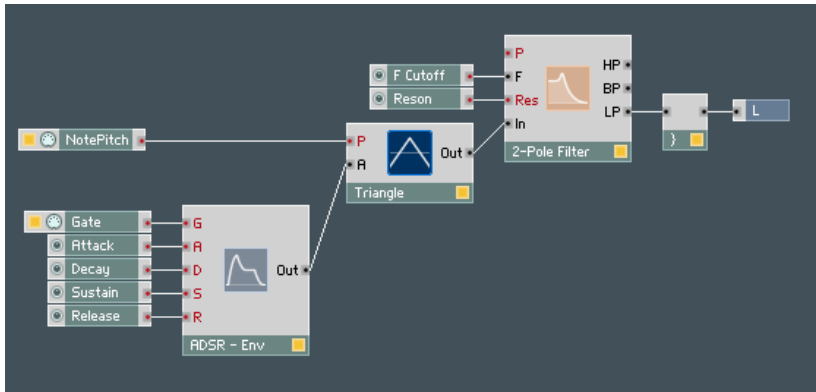 NotePitch
Gate
Attack
Decay
Sustain
Release
G
A
D
S
R
Out
ADSR - Env
P
A
Out
Triangle
F Cutoff
Reson
P
F
Res
In
HP
BP
LP
2-Pole Filter
}
L